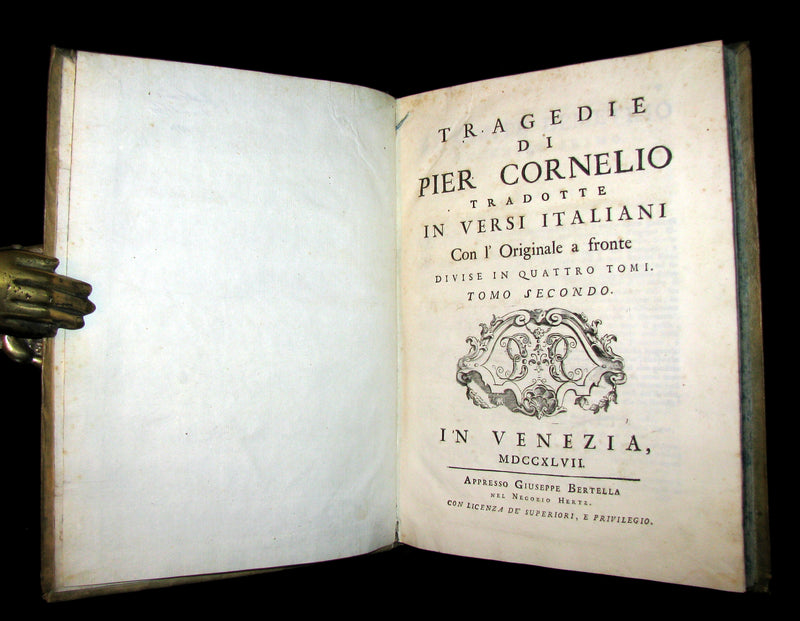 TRAGEDIE
DI
PIER CORNELIO
TRADOTTE
IN VERSI ITALIANI
Con l' Originale a fronte
DIVISE IN QUATTRO TOMI.
TOMO SECONDO.
IN VENEZIA,
MDCCXLVII.
APPRESSO GIUSEPPE BERTELLA
NEL NEGOZIO HERTZ.
CON LICENZA DE' SUPERIORI, E PRIVILEGIO.